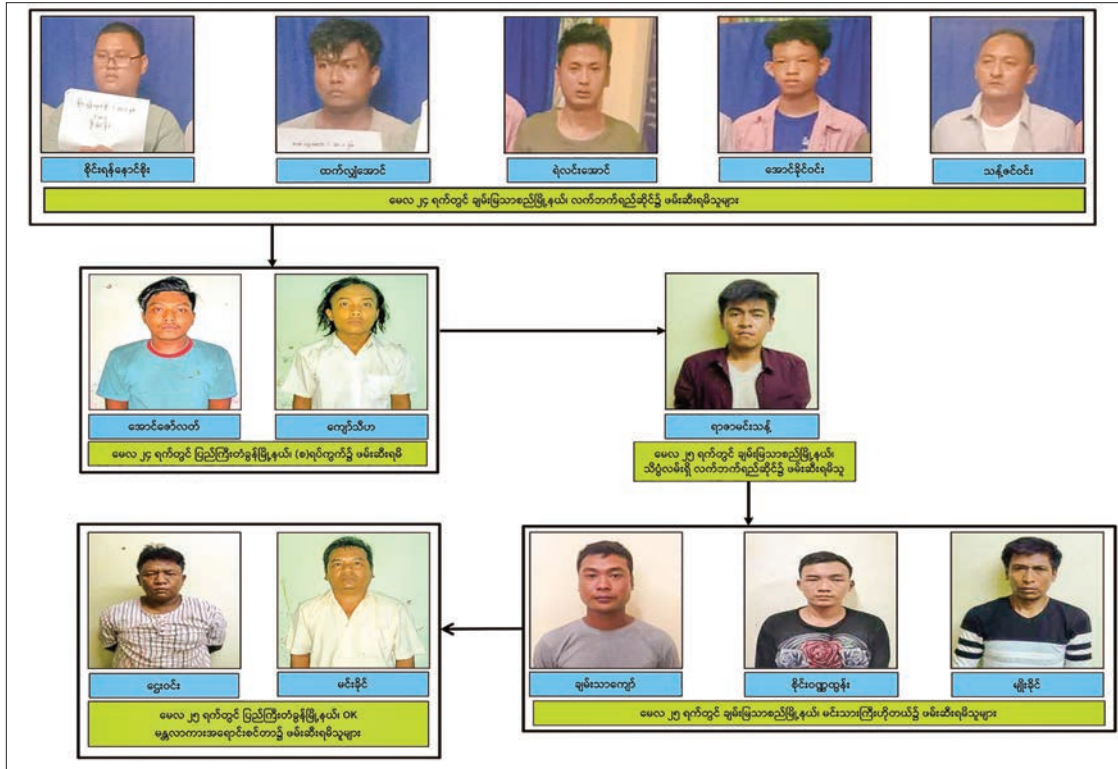 စိုင်းရန်နောင်စိုး
ထက်လျှံအောင်
ရဲလင်းအောင်
အောင်ခိုင်ဝင်း
သန့်ဇင်ဝင်း
မေလ ၂၄ ရက်တွင် ချမ်းမြသာစည်မြို့နယ်၊ လက်ဘက်ရည်ဆိုင်၌ ဖမ်းဆီးရမိသူများ
အောင်ဇော်လတ်
ကျော်သီဟ
မေလ ၂၄ ရက်တွင် ပြည်ကြီးတံခွန်မြို့နယ်၊ (စ)ရပ်ကွက်၌ ဖမ်းဆီးရမိ
ရာဇာမင်းသန့်
မေလ ၂၅ ရက်တွင် ချမ်းမြသာစည်မြို့နယ်၊
သိပ္ပံလမ်းရှိ လက်ဘက်ရည်ဆိုင်၌ ဖမ်းဆီးရမိသူ
ချမ်းသာကျော်
စိုင်းဝဏ္ဏထွန်း
မျိုးခိုင်
မေလ ၂၅ ရက်တွင် ချမ်းမြသာစည်မြို့နယ်၊ မင်းသားကြီးဟိုတယ်၌ ဖမ်းဆီးရမိသူများ
ဌေးဝင်း
မင်းခိုင်
မေလ ၂၅ ရက်တွင် ပြည်ကြီးတံခွန်မြို့နယ်၊ OK
မန္တလာကားအရောင်းစင်တာ၌ ဖမ်းဆီးရမိသူများ